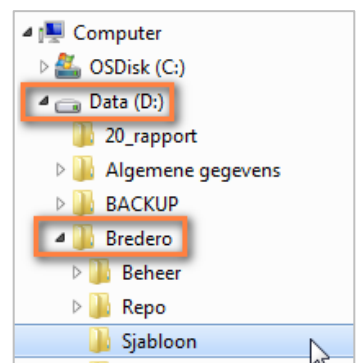 Computer
OSDisk (C:)
Data (D:)
20_rapport
Algemene gegevens
BACKUP
Bredero
Beheer
Repo
Sjabloon